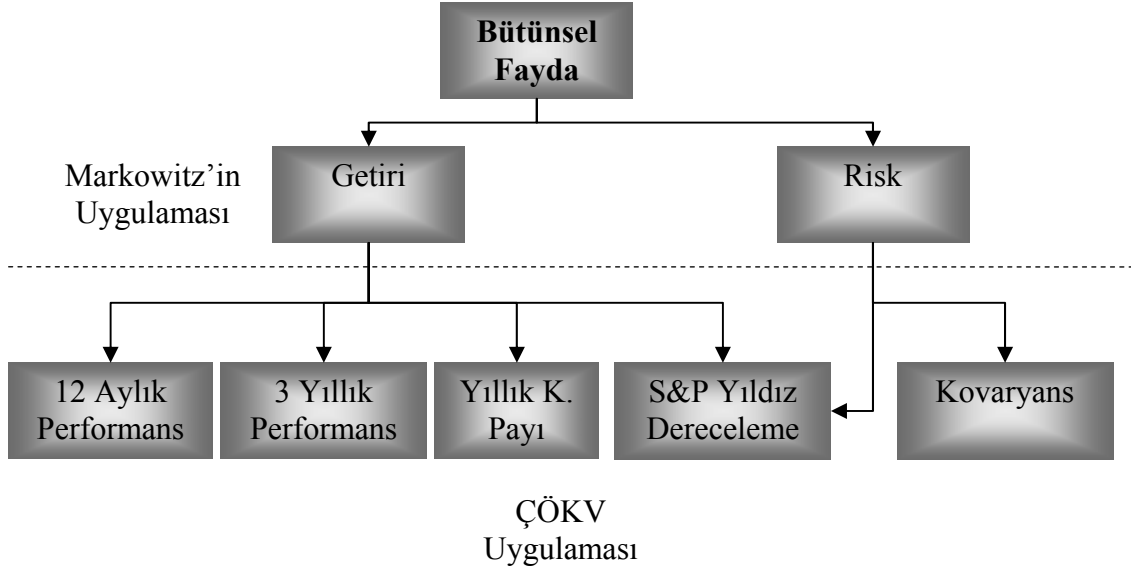 Bütünsel
Fayda
Markowitz’in
Uygulaması
Getiri
Risk
12 Aylık
Performans
3 Yıllık
Performans
Yıllık K.
Payı
S&P Yıldız
Dereceleme
Kovaryans
ÇÖKV
Uygulaması